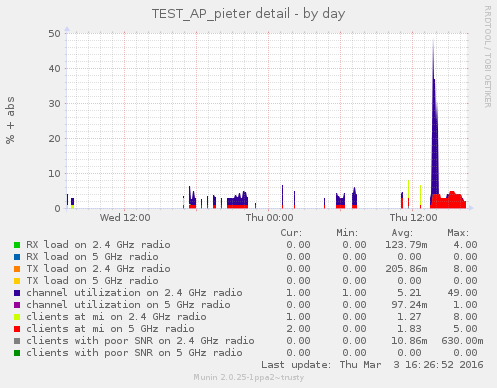 TEST_AP_pieter detail - by day
RRDTOOL / TOBI OETIKER
% + abs
50
40
30
20
10
0
Wed 12:00 Thu 00:00 Thu 12:00
Cur: Min: Avg: Max:
RX load on 2.4 GHz radio 0.00 0.00 123.79m 4.00
RX load on 5 GHz radio 0.00 0.00 0.00 0.00
TX load on 2.4 GHz radio 0.00 0.00 205.86m 8.00
TX load on 5 GHz radio 0.00 0.00 0.00 0.00
channel utilization on 2.4 GHz radio 1.00 1.00 5.21 49.00
channel utilization on 5 GHz radio 0.00 0.00 97.24m 1.00
clients at mi on 2.4 GHz radio 1.00 0.00 1.27 8.00
clients at mi on 5 GHz radio 2.00 0.00 1.83 5.00
clients with poor SNR on 2.4 GHz radio 0.00 0.00 10.86m 630.00m
clients with poor SNR on 5 GHz radio 0.00 0.00 0.00 0.00
Last update: Thu Mar 3 16:26:52 2016
Munin 2.0.25-1ppa2~trusty